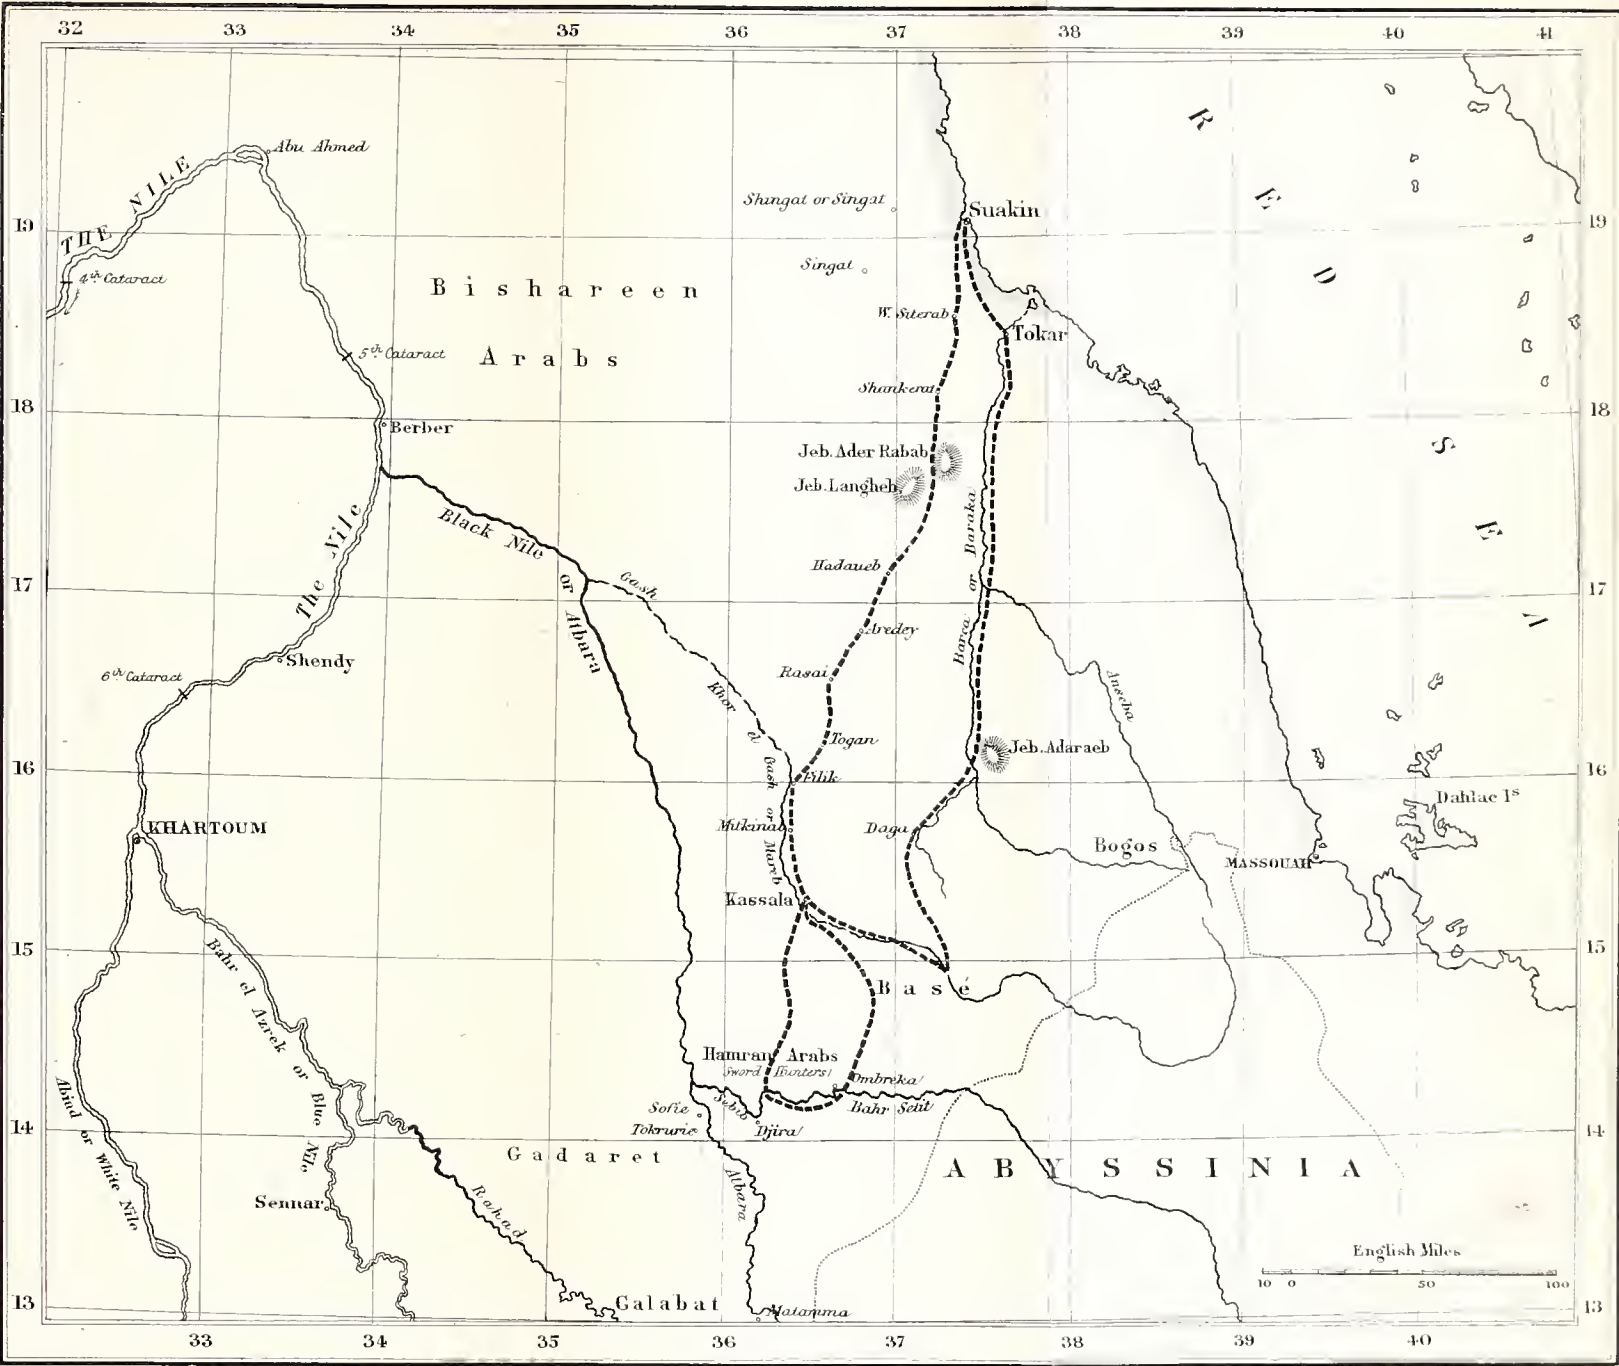 32 33 34 35 36 37 38 39 40 41
Abu Ahmed
THE NILE
R E D S E A
Shingat or Singat
Suakin
19 19
Singat
4th Cataract
Bishareen
W. Siterab
Tokar
5th Cataract
Arabs
Shankerat
18 18
Berber
Jeb. Ader Rabab
Jeb. Langheb
Black Nile or Atbara
The Nile
Barca or Baraka
Hadaueb
17 17
Gash
Aredey
Shendy
6th Cataract
Rasai
Khor el Gash or Mareb
Anseba
Togan
Jeb. Adaraeb
16 16
Filik
Dahlac Is
KHARTOUM
Mitkinab
Daga
Bogos
MASSOUAH
Kassala
15 15
Bahr el Azrek or Blue Nile
Basé
Hamran Arabs
(Sword Hunters)
Ombreka
Abiad or White Nile
Sebib
Bahr Setit
Sofie
14 14
Tokrurie
Djira
Gadaret
ABYSSINIA
Atbara
Sennar
Rahad
English Miles
10 0 50 100
13 13
Galabat
Matamma
33 34 35 36 37 38 39 40